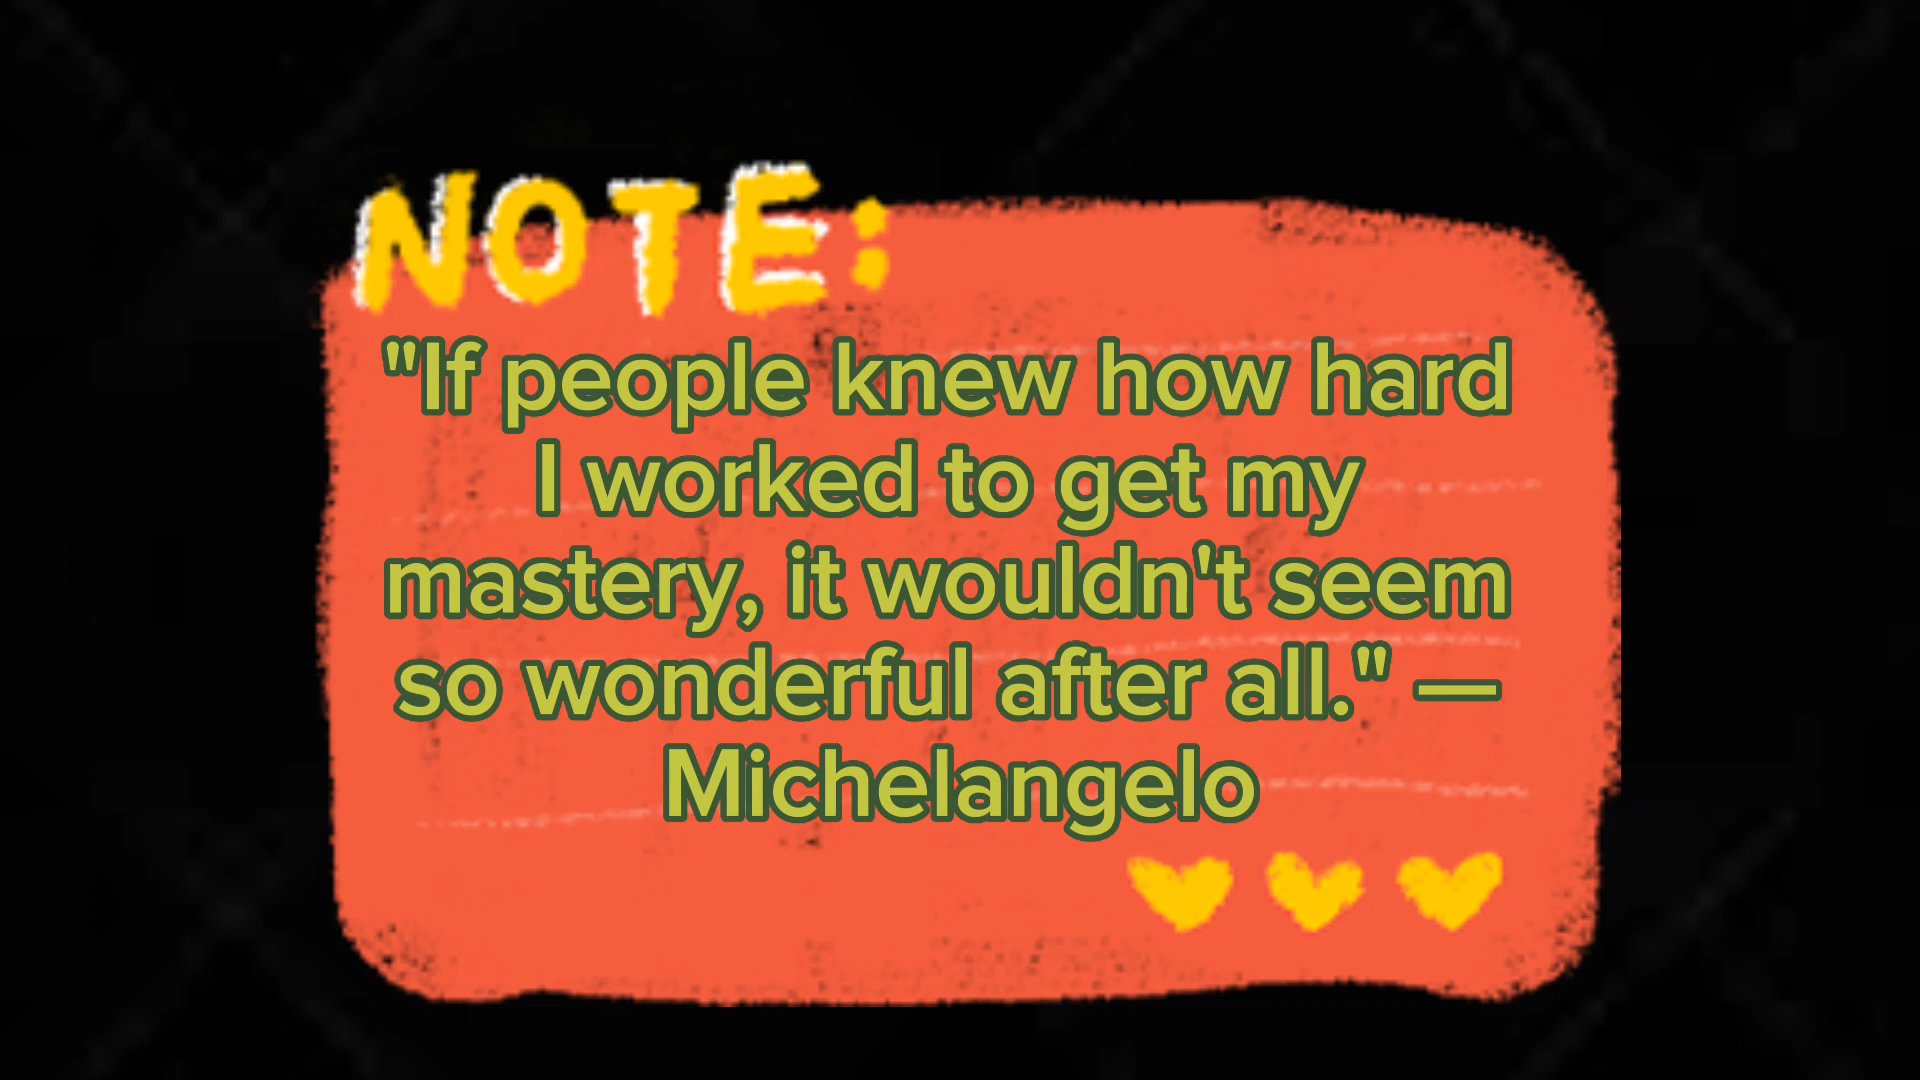 NOTE:
"If people knew how hard
I worked to get my
mastery, it wouldn't seem
so wonderful after all." —
Michelangelo